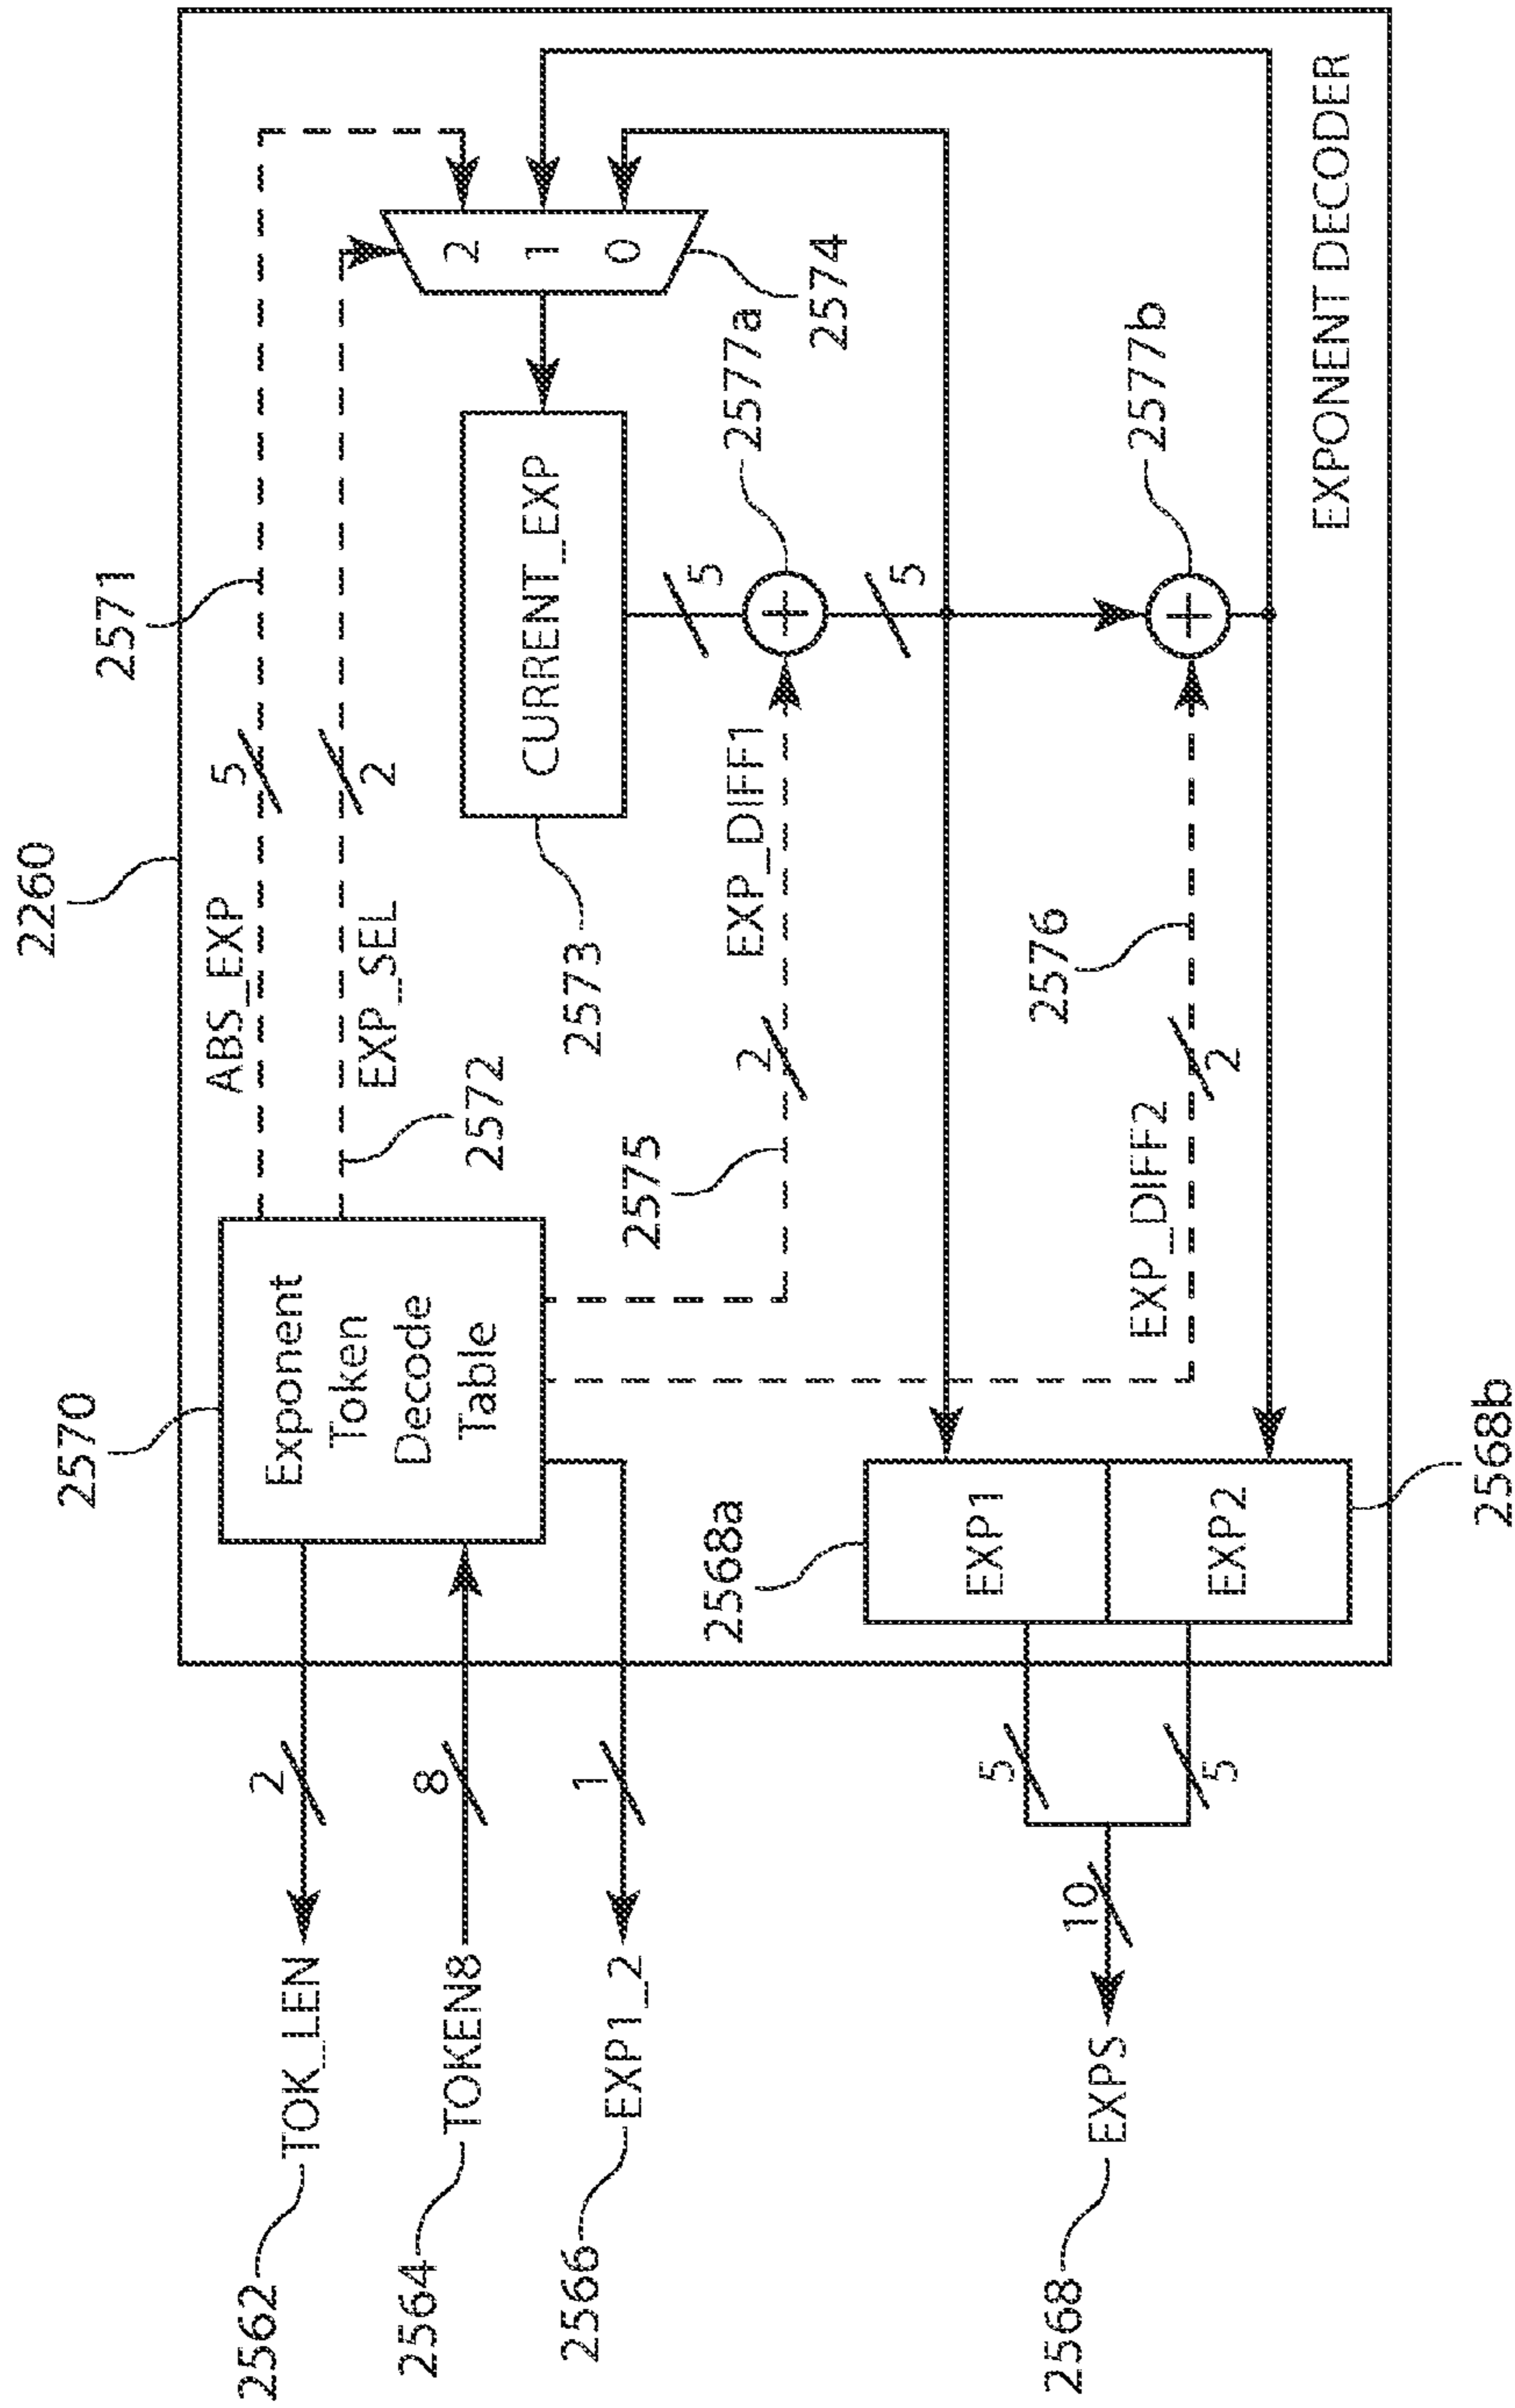 2260
2570
2571
ABS_EXP
5
2562
TOK_LEN
2
Exponent
Token
Decode
Table
EXP_SEL
2
2572
2
1
0
2564
TOKEN8
8
CURRENT_EXP
2573
2574
2566
EXP1_2
1
5
2575
EXP_DIFF1
2
2577a
5
2568a
EXP1
5
2568
EXPS
10
2576
EXP_DIFF2
2
2577b
EXP2
5
2568b
EXPONENT DECODER